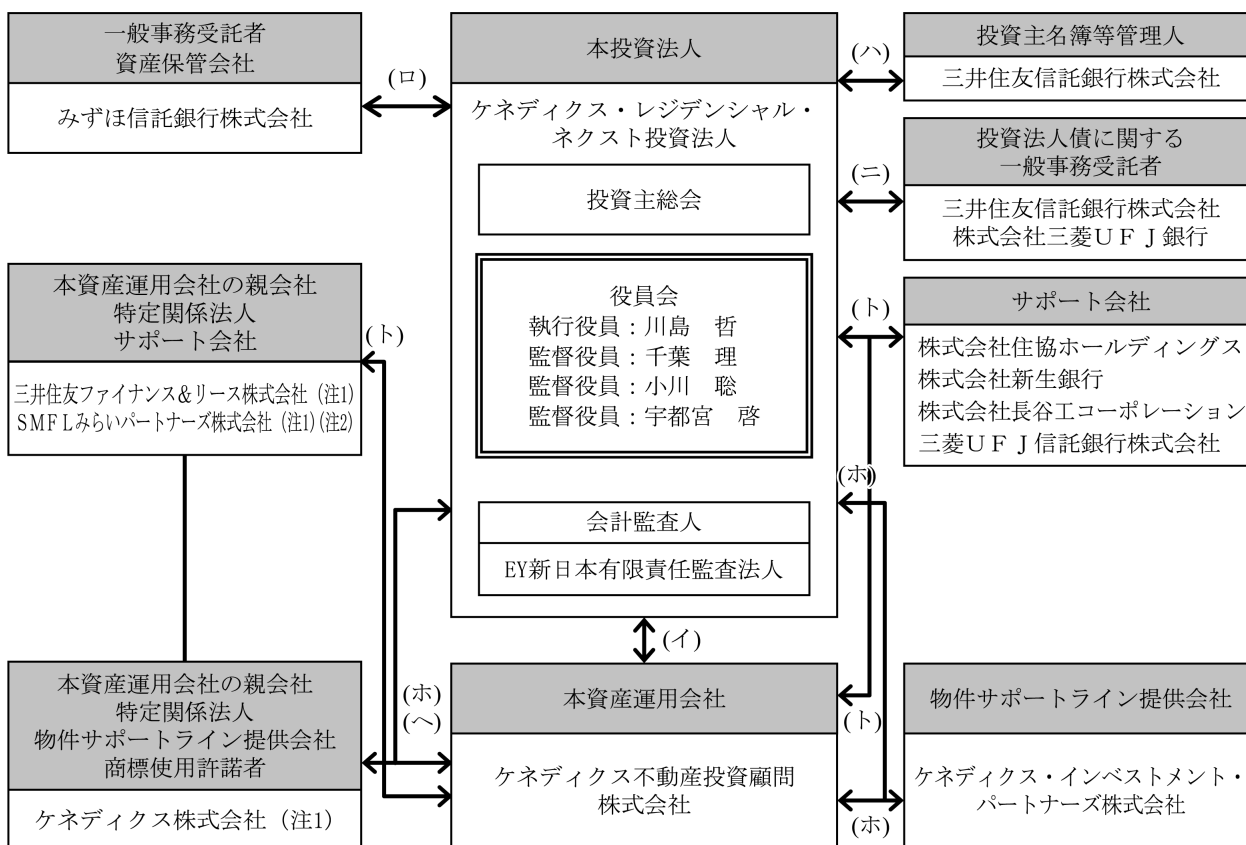 一般事務受託者
資産保管会社
みずほ信託銀行株式会社
(ロ)
本投資法人
ケネディクス・レジデンシャル・
ネクスト投資法人
投資主総会
役員会
執行役員：川島　哲
監督役員：千葉　理
監督役員：小川　聡
監督役員：宇都宮　啓
会計監査人
EY新日本有限責任監査法人
(ハ)
投資主名簿等管理人
三井住友信託銀行株式会社
(ニ)
投資法人債に関する
一般事務受託者
三井住友信託銀行株式会社
株式会社三菱ＵＦＪ銀行
(ト)
サポート会社
株式会社住協ホールディングス
株式会社新生銀行
株式会社長谷工コーポレーション
三菱ＵＦＪ信託銀行株式会社
本資産運用会社の親会社
特定関係法人
サポート会社
(ト)
三井住友ファイナンス＆リース株式会社（注1）
ＳＭＦＬみらいパートナーズ株式会社（注1）（注2）
(ホ)
(イ)
本資産運用会社の親会社
特定関係法人
物件サポートライン提供会社
商標使用許諾者
ケネディクス株式会社（注1）
(ホ)
(ヘ)
本資産運用会社
ケネディクス不動産投資顧問
株式会社
(ト)
(ホ)
物件サポートライン提供会社
ケネディクス・インベストメント・
パートナーズ株式会社